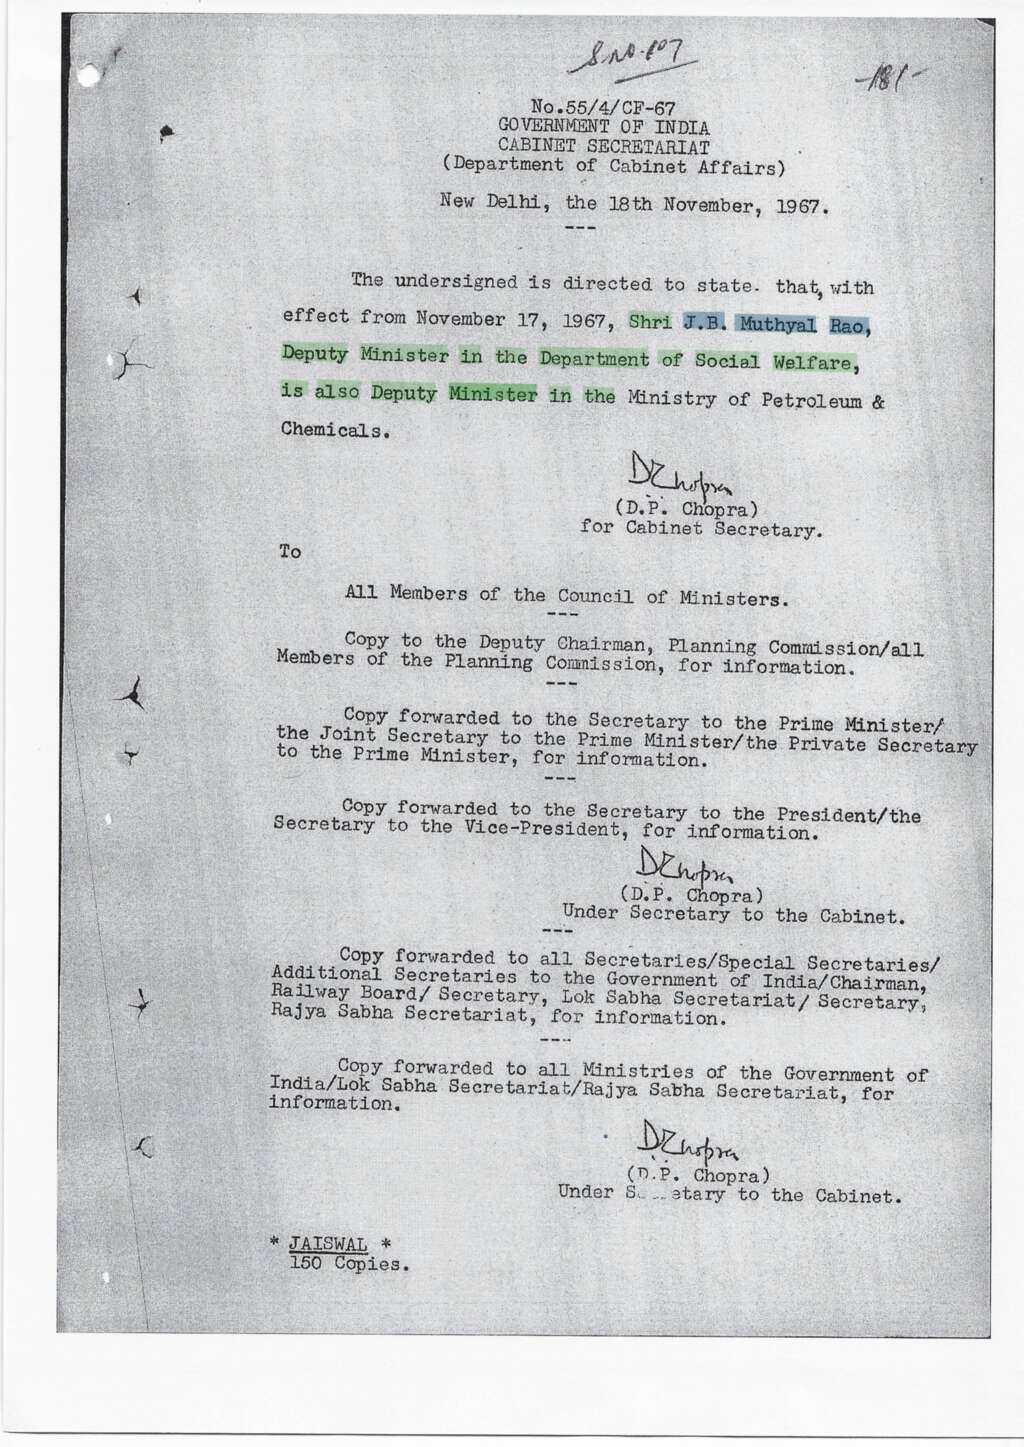 S.No.107
-181-
No.55/4/CF-67
GOVERNMENT OF INDIA
CABINET SECRETARIAT
(Department of Cabinet Affairs)
New Delhi, the 18th November, 1967.
---
The undersigned is directed to state. that, with
effect from November 17, 1967, Shri J.B. Muthyal Rao,
Deputy Minister in the Department of Social Welfare,
is also Deputy Minister in the Ministry of Petroleum &
Chemicals.
DPChopra
(D.P. Chopra)
for Cabinet Secretary.
To
All Members of the Council of Ministers.
---
Copy to the Deputy Chairman, Planning Commission/all
Members of the Planning Commission, for information.
---
Copy forwarded to the Secretary to the Prime Minister/
the Joint Secretary to the Prime Minister/the Private Secretary
to the Prime Minister, for information.
---
Copy forwarded to the Secretary to the President/the
Secretary to the Vice-President, for information.
DPChopra
(D.P. Chopra)
Under Secretary to the Cabinet.
---
Copy forwarded to all Secretaries/Special Secretaries/
Additional Secretaries to the Government of India/Chairman,
Railway Board/ Secretary, Lok Sabha Secretariat/ Secretary,
Rajya Sabha Secretariat, for information.
---
Copy forwarded to all Ministries of the Government of
India/Lok Sabha Secretariat/Rajya Sabha Secretariat, for
information.
DPChopra
(D.P. Chopra)
Under Secretary to the Cabinet.
* JAISWAL *
150 Copies.